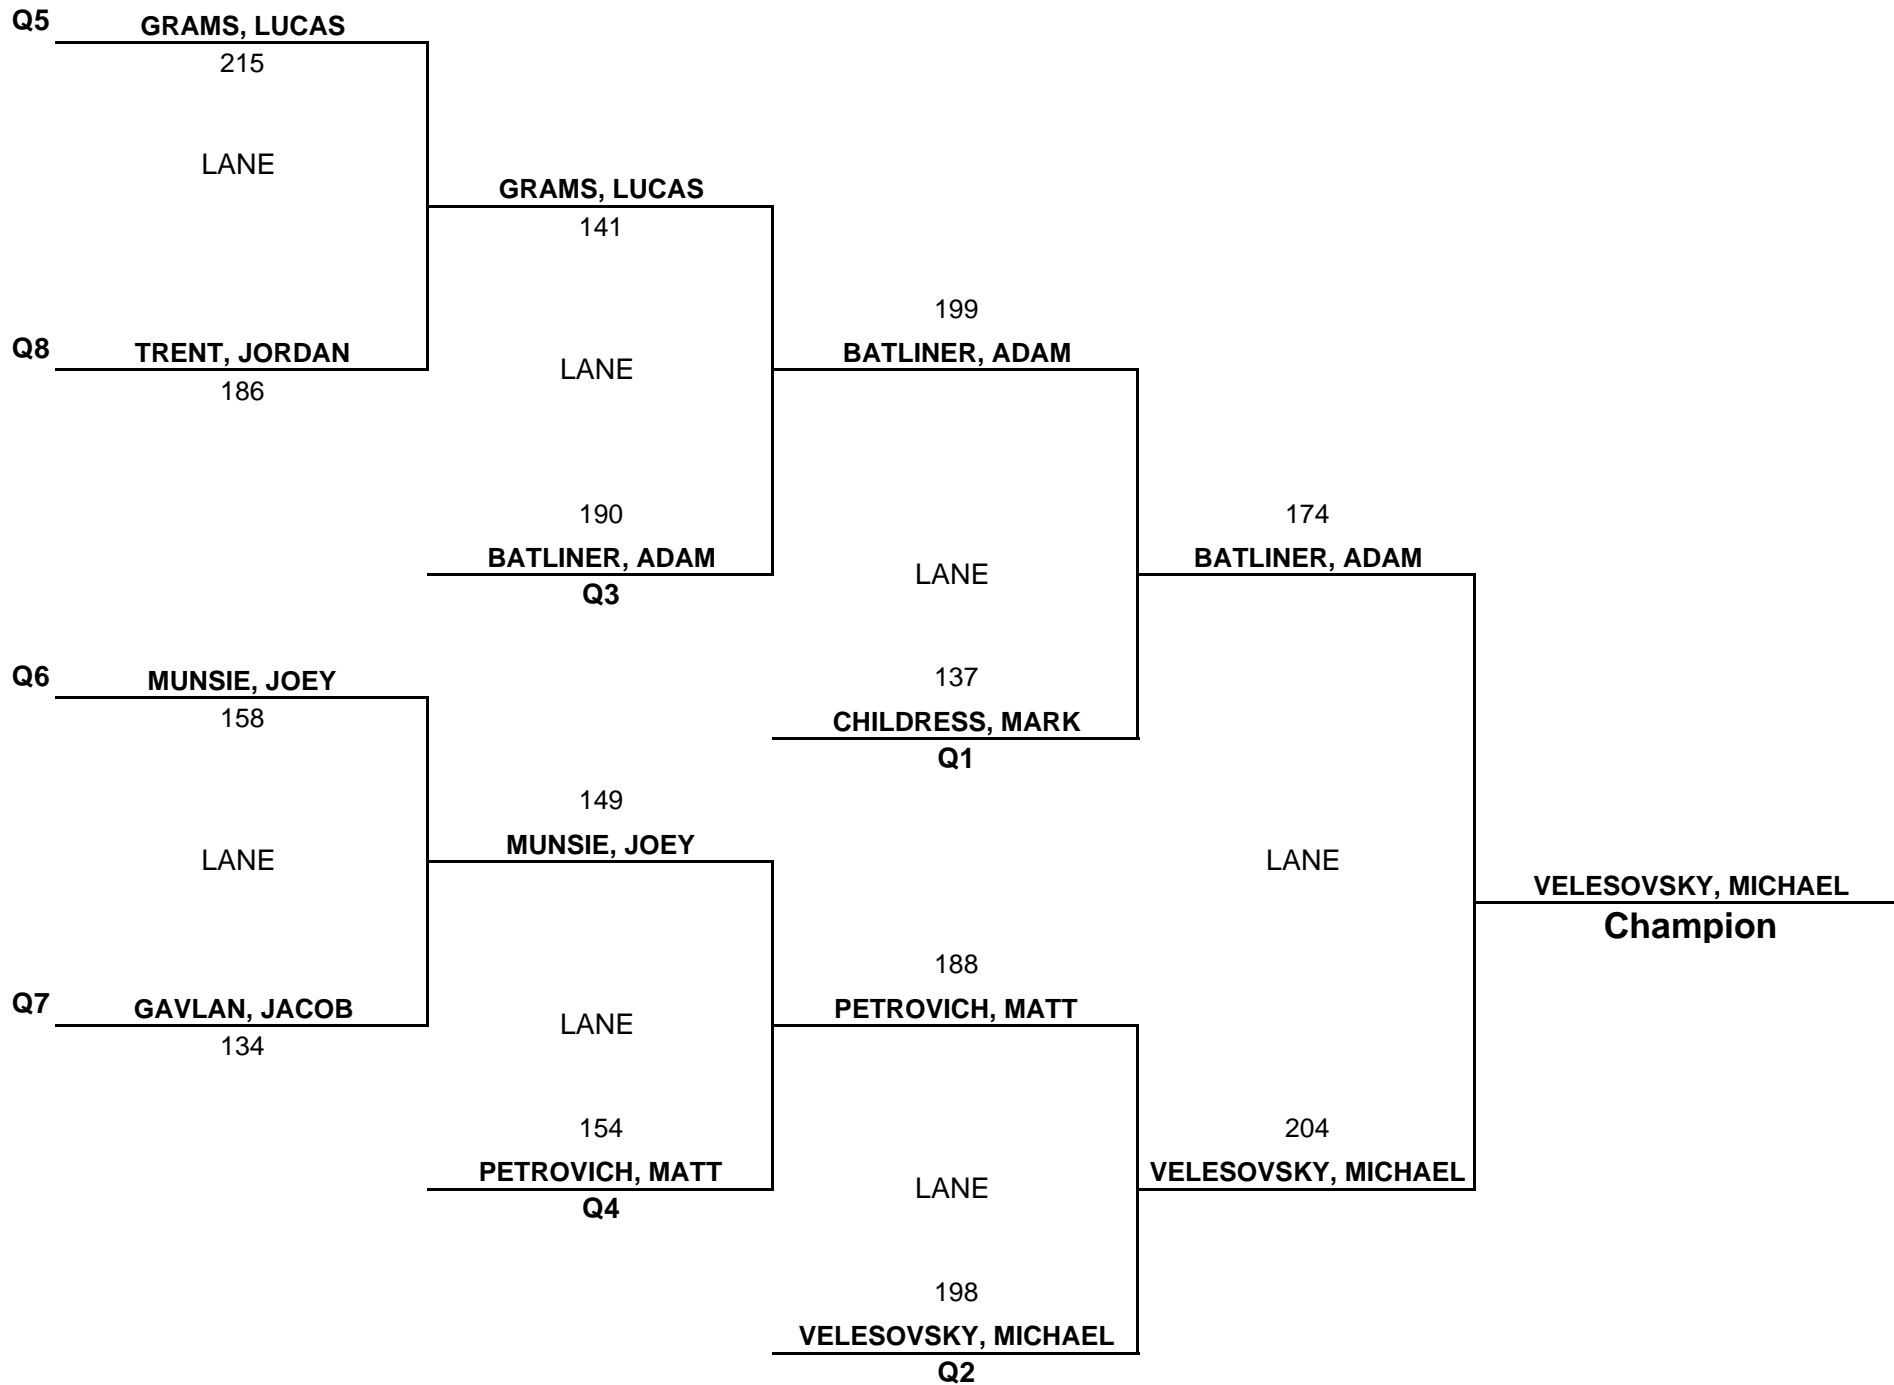 Q5
GRAMS, LUCAS
215
LANE
GRAMS, LUCAS
141
199
Q8
TRENT, JORDAN
LANE
BATLINER, ADAM
186
190
174
BATLINER, ADAM
LANE
BATLINER, ADAM
Q3
Q6
MUNSIE, JOEY
137
158
CHILDRESS, MARK
Q1
149
MUNSIE, JOEY
LANE
LANE
VELESOVSKY, MICHAEL
Champion
188
Q7
GAVLAN, JACOB
LANE
PETROVICH, MATT
134
154
204
PETROVICH, MATT
LANE
VELESOVSKY, MICHAEL
Q4
198
VELESOVSKY, MICHAEL
Q2